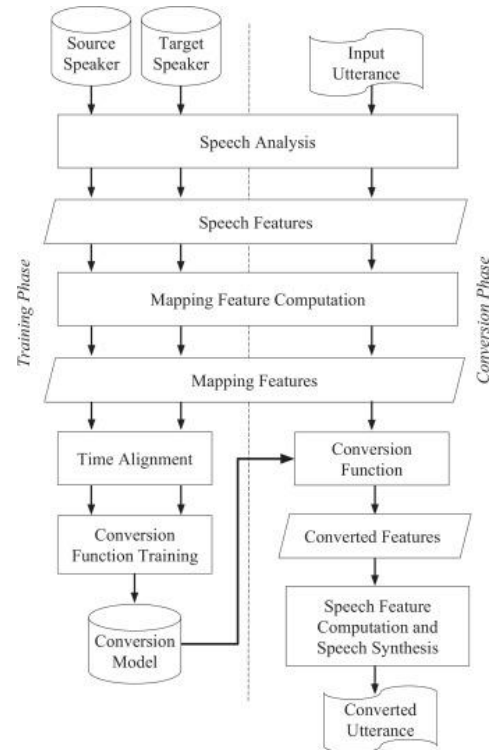 Source
Speaker
Target
Speaker
Input
Utterance
Speech Analysis
Speech Features
Training Phase
Mapping Feature Computation
Conversion Phase
Mapping Features
Time Alignment
Conversion
Function
Conversion
Function Training
Converted Features
Conversion
Model
Speech Feature
Computation and
Speech Synthesis
Converted
Utterance